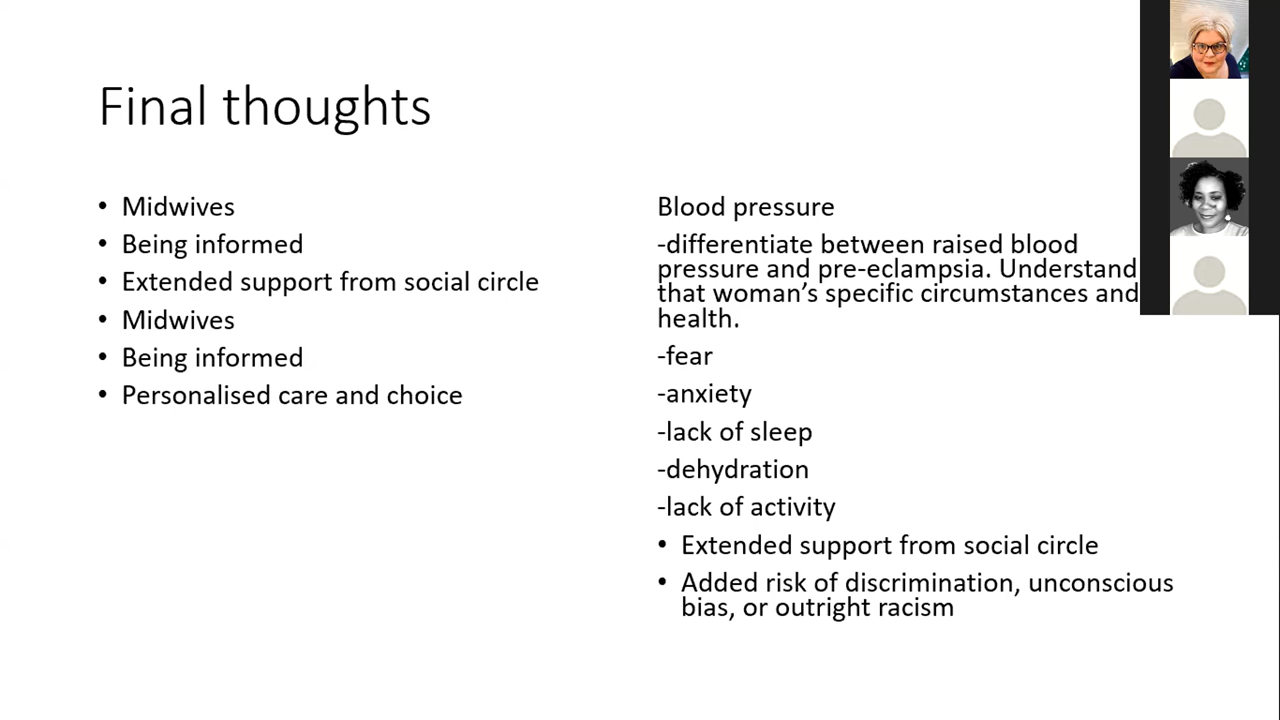 Final thoughts
• Midwives
• Being informed
• Extended support from social circle
• Midwives
• Being informed
• Personalised care and choice
Blood pressure
-differentiate between raised blood
pressure and pre-eclampsia. Understand
that woman’s specific circumstances and
health.
-fear
-anxiety
-lack of sleep
-dehydration
-lack of activity
• Extended support from social circle
• Added risk of discrimination, unconscious
bias, or outright racism